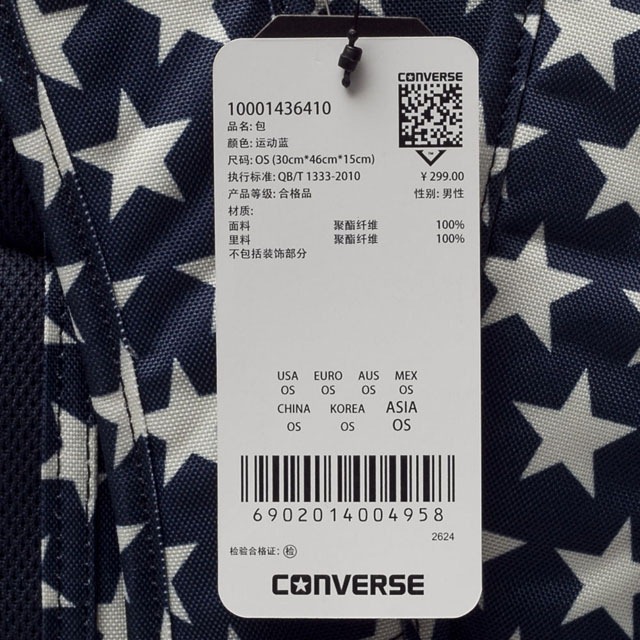 CONVERSE
10001436410
品名: 包
颜色: 运动蓝
尺码: OS (30cm*46cm*15cm)
执行标准: QB/T 1333-2010 ¥ 299.00
产品等级: 合格品 性别: 男性
材质:
面料 聚酯纤维 100%
里料 聚酯纤维 100%
不包括装饰部分
USA EURO AUS MEX
OS OS OS OS
CHINA KOREA ASIA
OS OS OS
6902014004958
2624
检验合格证: 检
CONVERSE